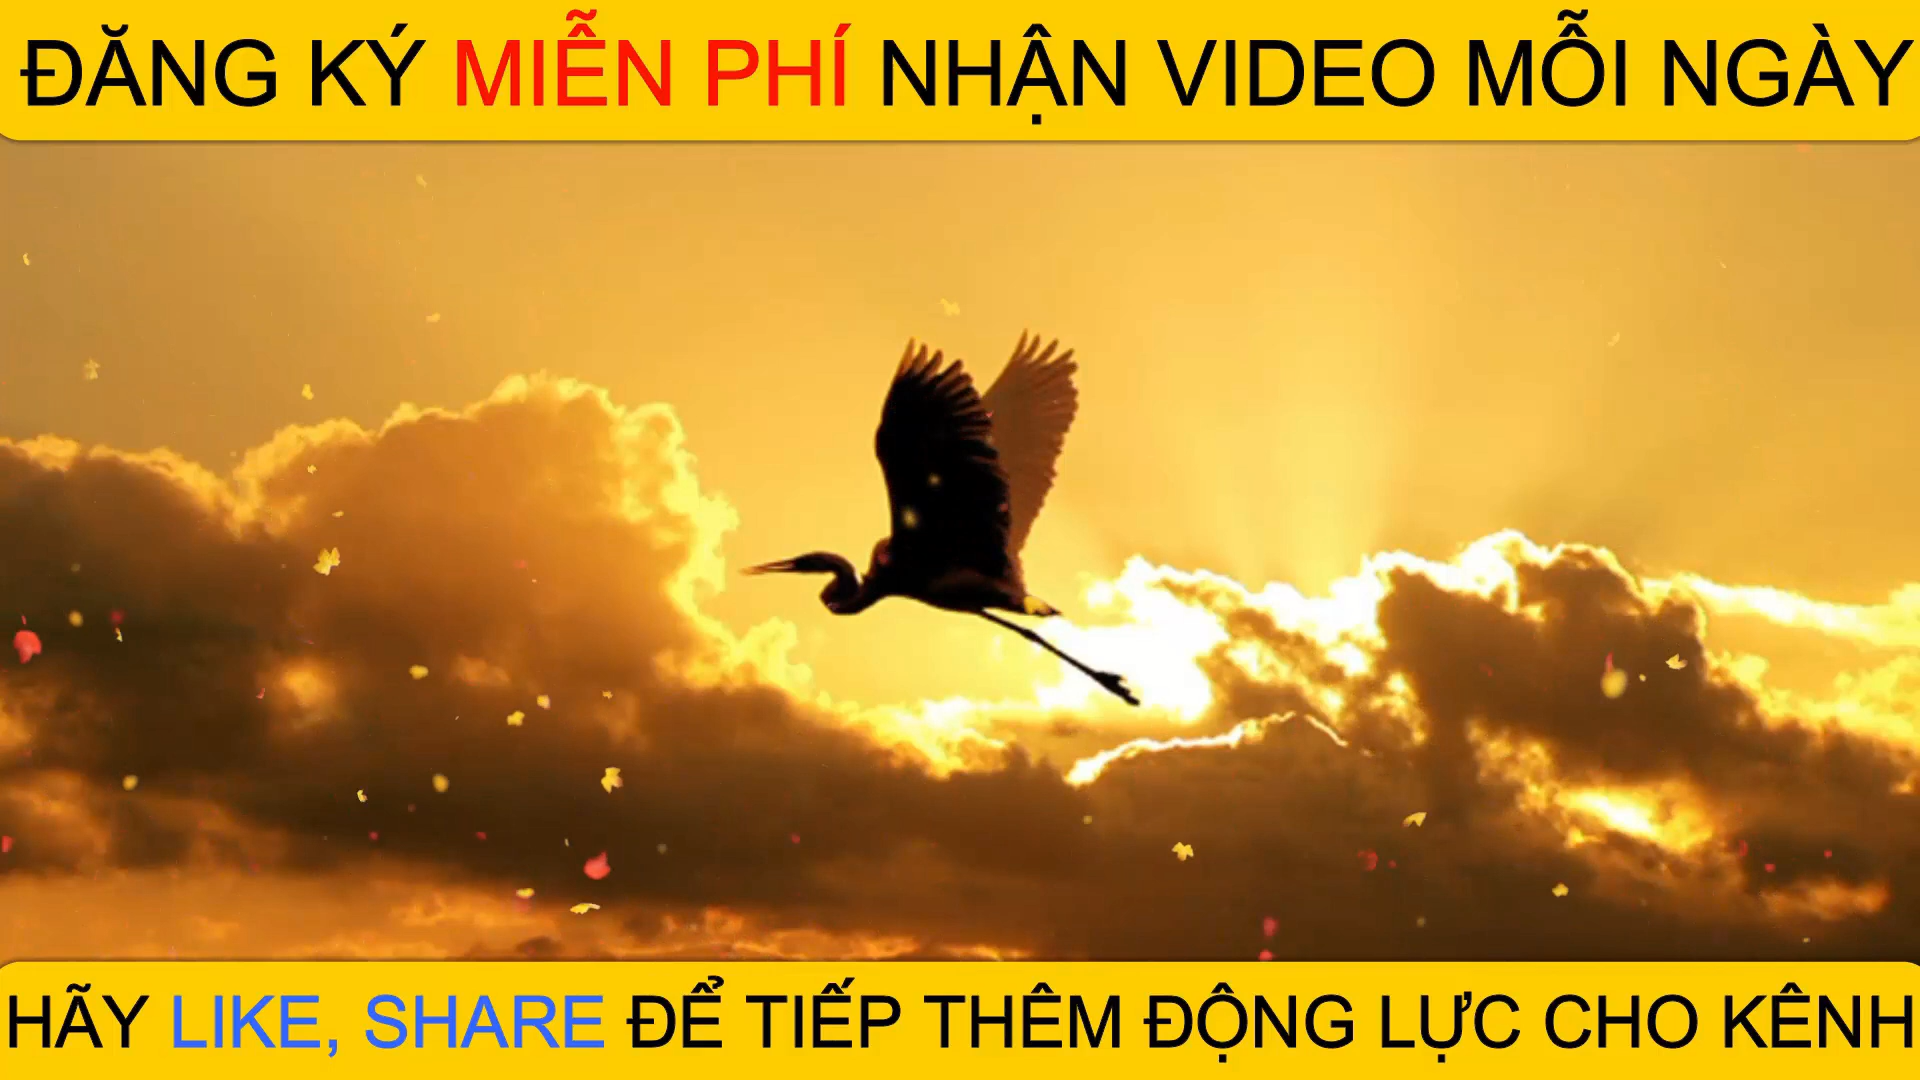 ĐĂNG KÝ MIỄN PHÍ NHẬN VIDEO MỖI NGÀY
HÃY LIKE, SHARE ĐỂ TIẾP THÊM ĐỘNG LỰC CHO KÊNH